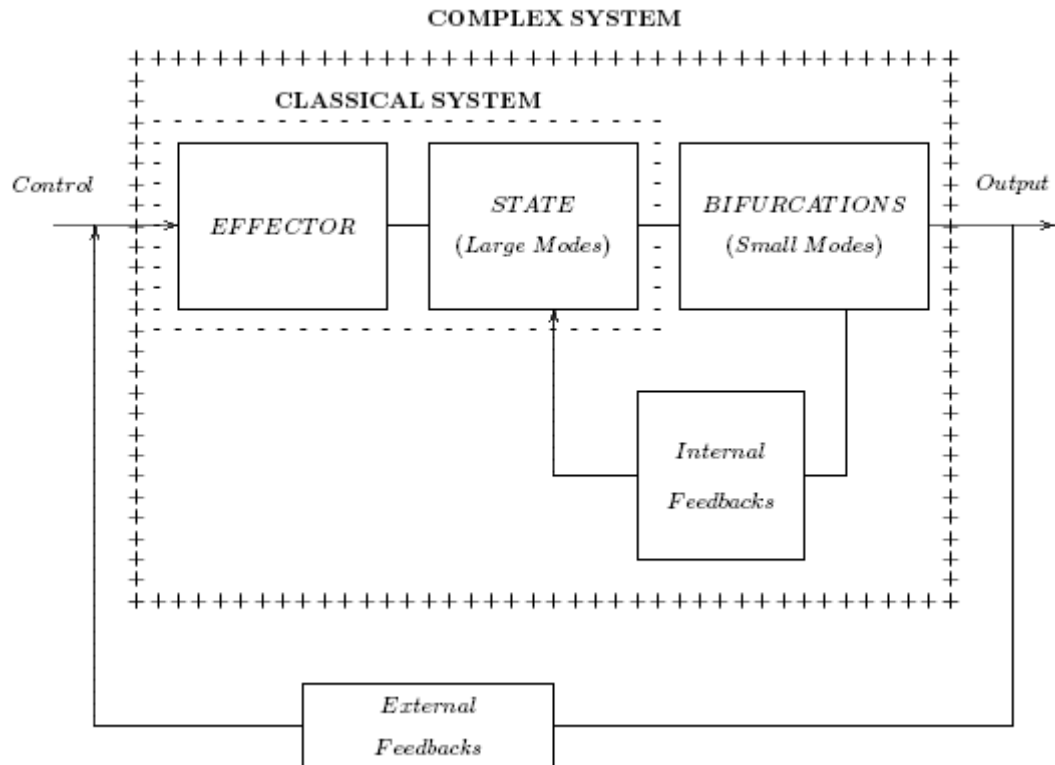 COMPLEX SYSTEM
CLASSICAL SYSTEM
Control
EFFECTOR
STATE
(Large Modes)
BIFURCATIONS
(Small Modes)
Output
Internal
Feedbacks
External
Feedbacks